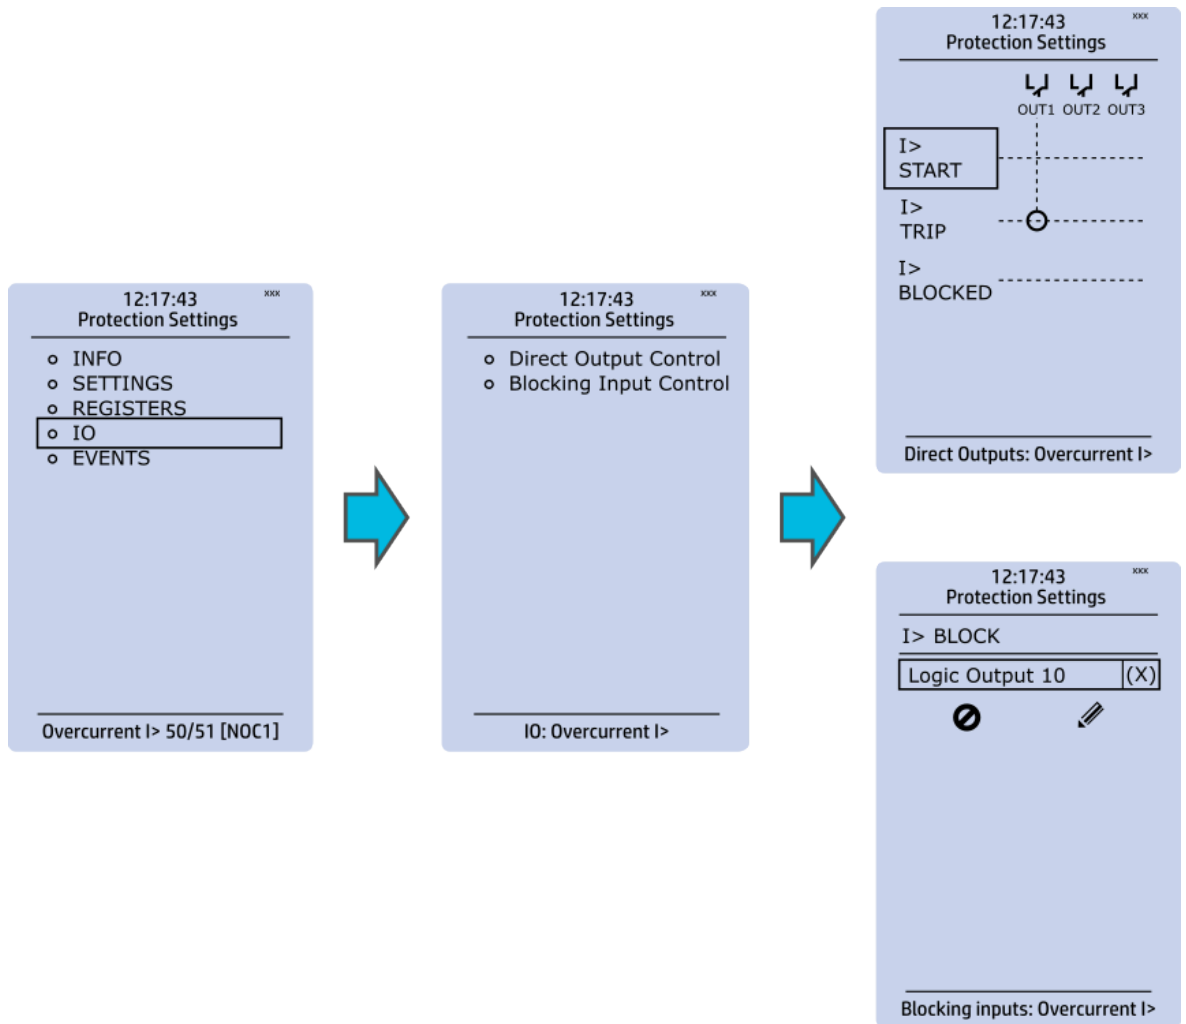 12:17:43 xxx
Protection Settings
INFO
SETTINGS
REGISTERS
IO
EVENTS
Overcurrent I> 50/51 [NOC1]
12:17:43 xxx
Protection Settings
Direct Output Control
Blocking Input Control
IO: Overcurrent I>
12:17:43 xxx
Protection Settings
OUT1 OUT2 OUT3
I>
START
I>
TRIP
I>
BLOCKED
Direct Outputs: Overcurrent I>
12:17:43 xxx
Protection Settings
I> BLOCK
Logic Output 10 (X)
Blocking inputs: Overcurrent I>